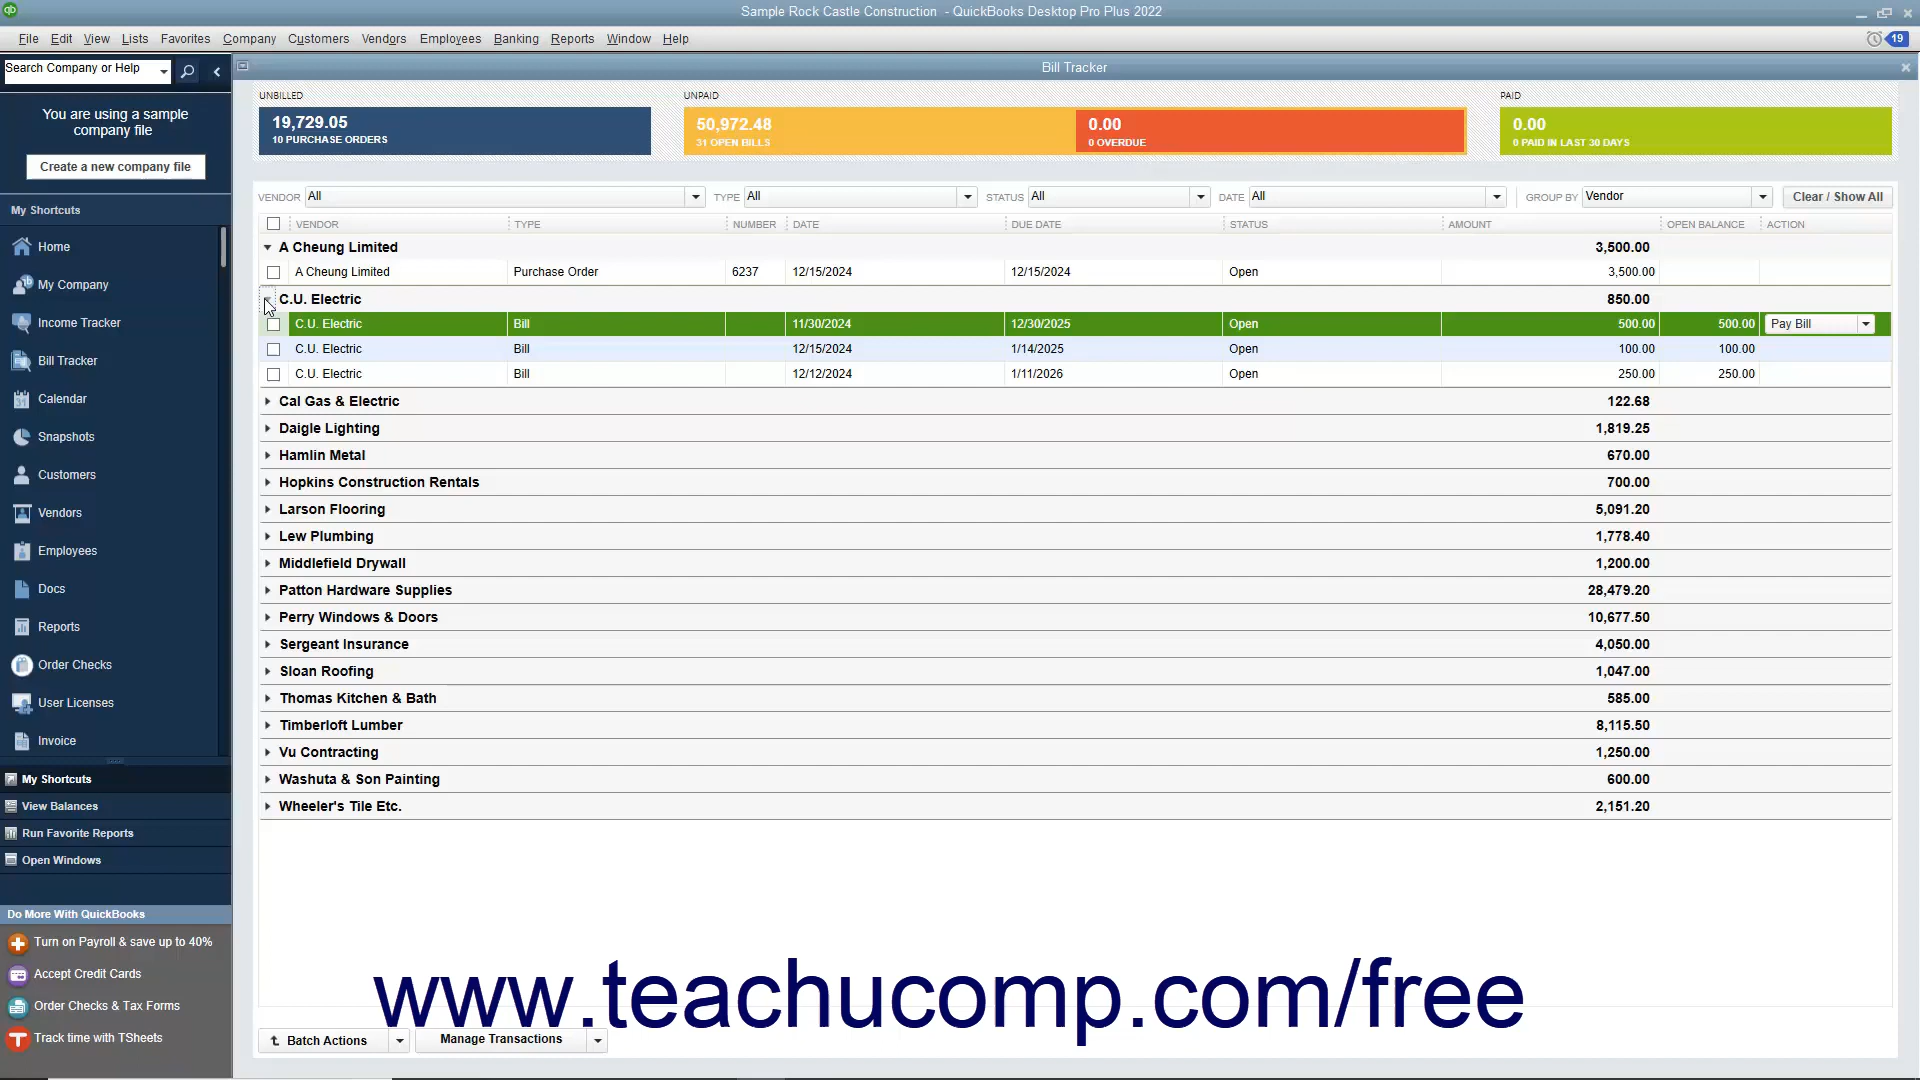 Sample Rock Castle Construction - QuickBooks Desktop Pro Plus 2022
File Edit View Lists Favorites Company Customers Vendors Employees Banking Reports Window Help
19
Search Company or Help
Bill Tracker
You are using a sample
company file
Create a new company file
My Shortcuts
Home
My Company
Income Tracker
Bill Tracker
Calendar
Snapshots
Customers
Vendors
Employees
Docs
Reports
Order Checks
User Licenses
Invoice
My Shortcuts
View Balances
Run Favorite Reports
Open Windows
Do More With QuickBooks
Turn on Payroll & save up to 40%
Accept Credit Cards
Order Checks & Tax Forms
Track time with TSheets
UNBILLED
19,729.05
10 PURCHASE ORDERS
UNPAID
50,972.48
31 OPEN BILLS
0.00
0 OVERDUE
PAID
0.00
0 PAID IN LAST 30 DAYS
VENDOR All TYPE All STATUS All DATE All GROUP BY Vendor Clear / Show All
VENDOR TYPE NUMBER DATE DUE DATE STATUS AMOUNT OPEN BALANCE ACTION
A Cheung Limited 3,500.00
A Cheung Limited Purchase Order 6237 12/15/2024 12/15/2024 Open 3,500.00
C.U. Electric 850.00
C.U. Electric Bill 11/30/2024 12/30/2025 Open 500.00 500.00 Pay Bill
C.U. Electric Bill 12/15/2024 1/14/2025 Open 100.00 100.00
C.U. Electric Bill 12/12/2024 1/11/2026 Open 250.00 250.00
Cal Gas & Electric 122.68
Daigle Lighting 1,819.25
Hamlin Metal 670.00
Hopkins Construction Rentals 700.00
Larson Flooring 5,091.20
Lew Plumbing 1,778.40
Middlefield Drywall 1,200.00
Patton Hardware Supplies 28,479.20
Perry Windows & Doors 10,677.50
Sergeant Insurance 4,050.00
Sloan Roofing 1,047.00
Thomas Kitchen & Bath 585.00
Timberloft Lumber 8,115.50
Vu Contracting 1,250.00
Washuta & Son Painting 600.00
Wheeler's Tile Etc. 2,151.20
www.teachucomp.com/free
Batch Actions Manage Transactions